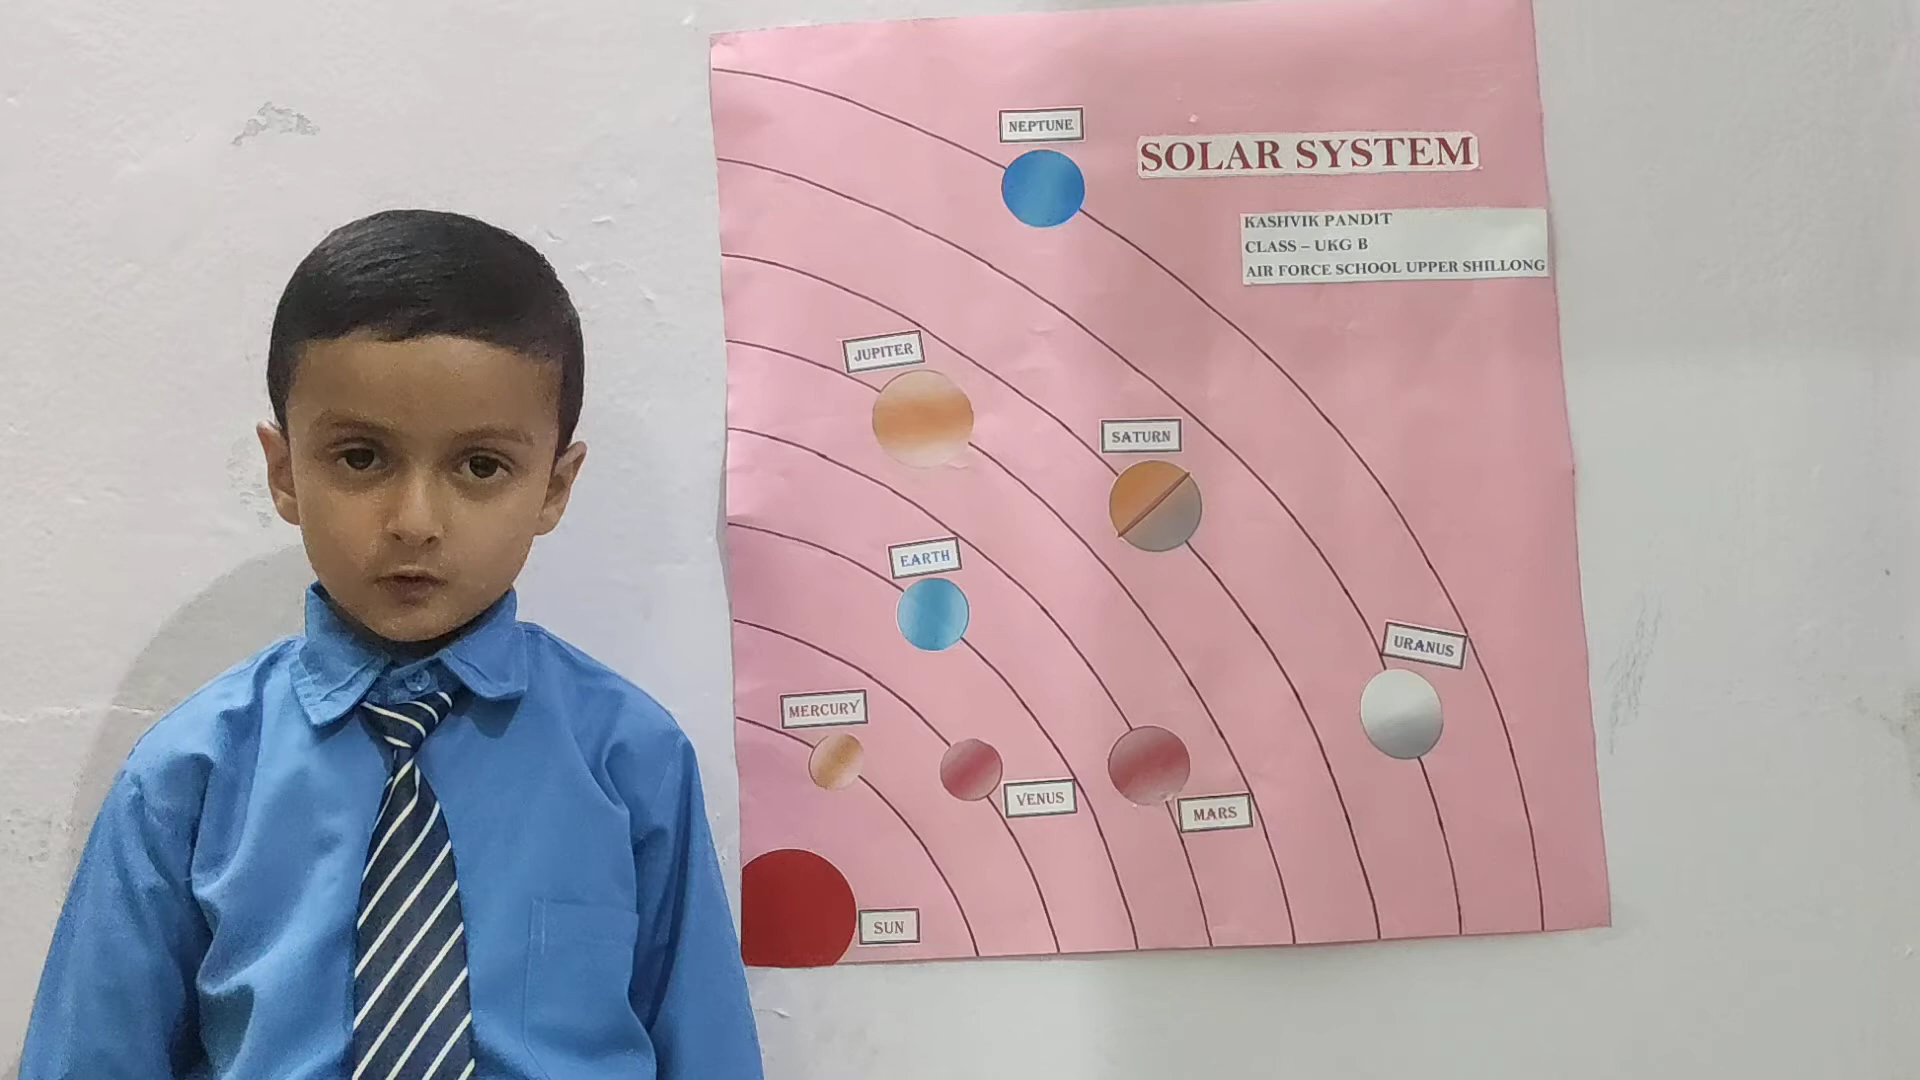 NEPTUNE
SOLAR SYSTEM
KASHVIK PANDIT
CLASS – UKG B
AIR FORCE SCHOOL UPPER SHILLONG
JUPITER
SATURN
EARTH
URANUS
MERCURY
VENUS
MARS
SUN